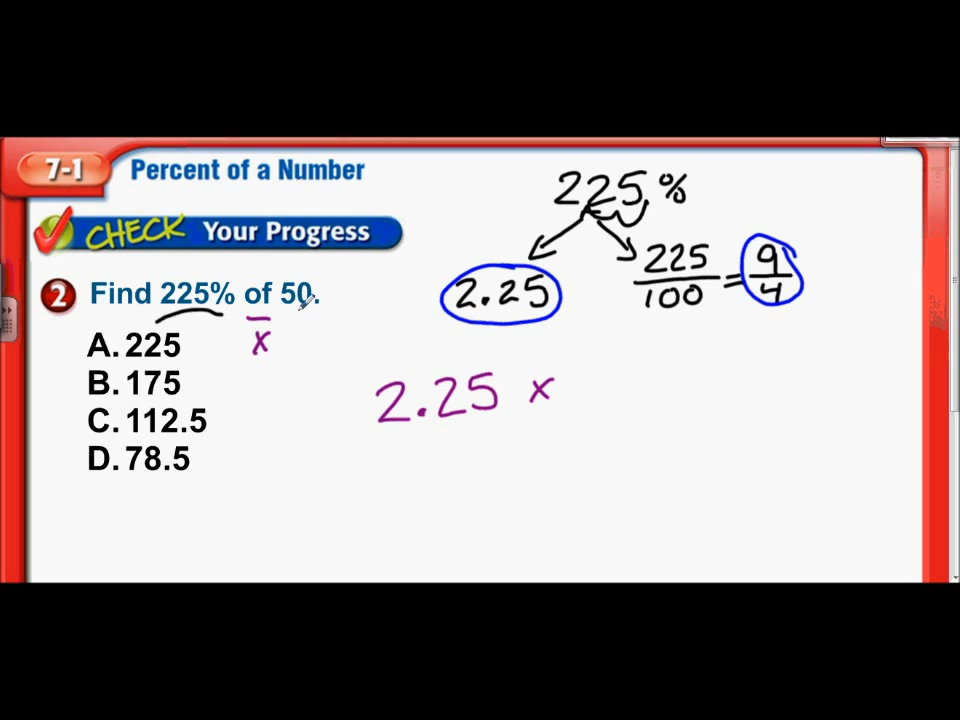 7-1 Percent of a Number
CHECK Your Progress
2 Find 225% of 50.
x
A. 225
B. 175
C. 112.5
D. 78.5
225%
2.25
225/100 = 9/4
2.25 x